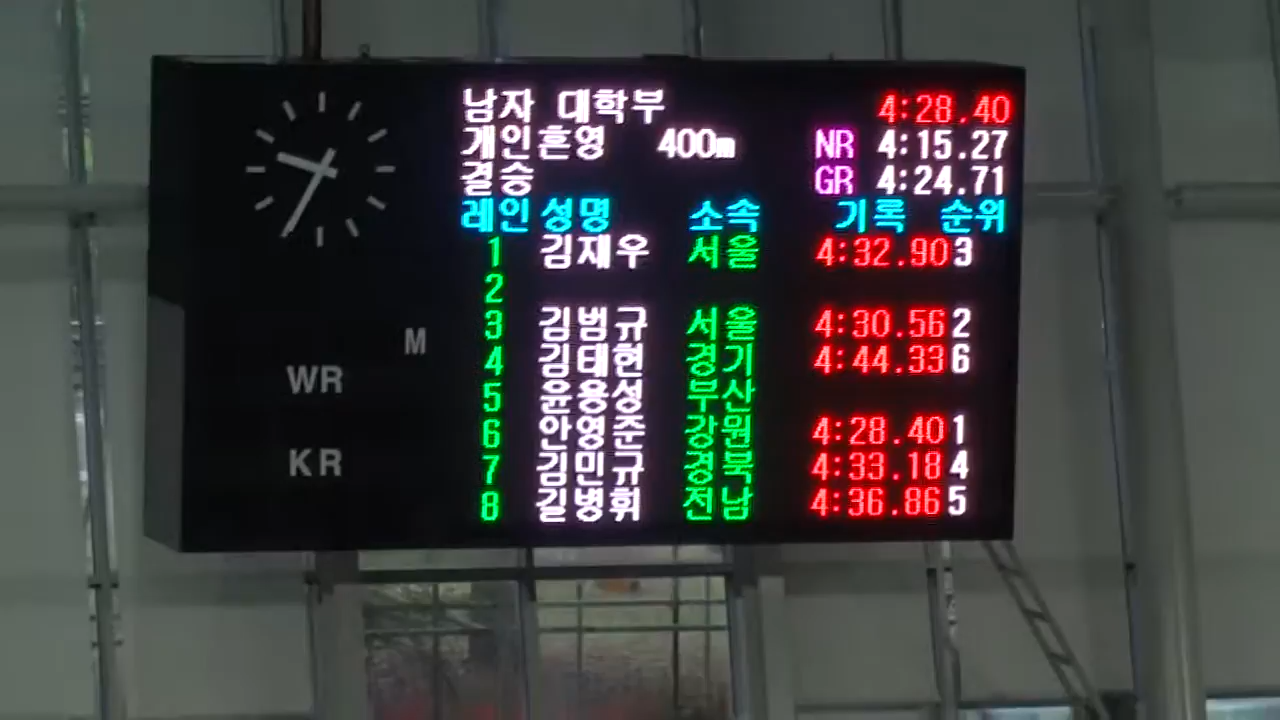 남자 대학부 4:28.40
개인혼영 400m NR 4:15.27
결승 GR 4:24.71
레인 성명 소속 기록 순위
1 김재우 서울 4:32.90 3
2
3 김범규 서울 4:30.56 2
4 김태현 경기 4:44.33 6
5 윤용성 부산
6 안영준 강원 4:28.40 1
7 김민규 경북 4:33.18 4
8 길병휘 전남 4:36.86 5
M
WR
KR